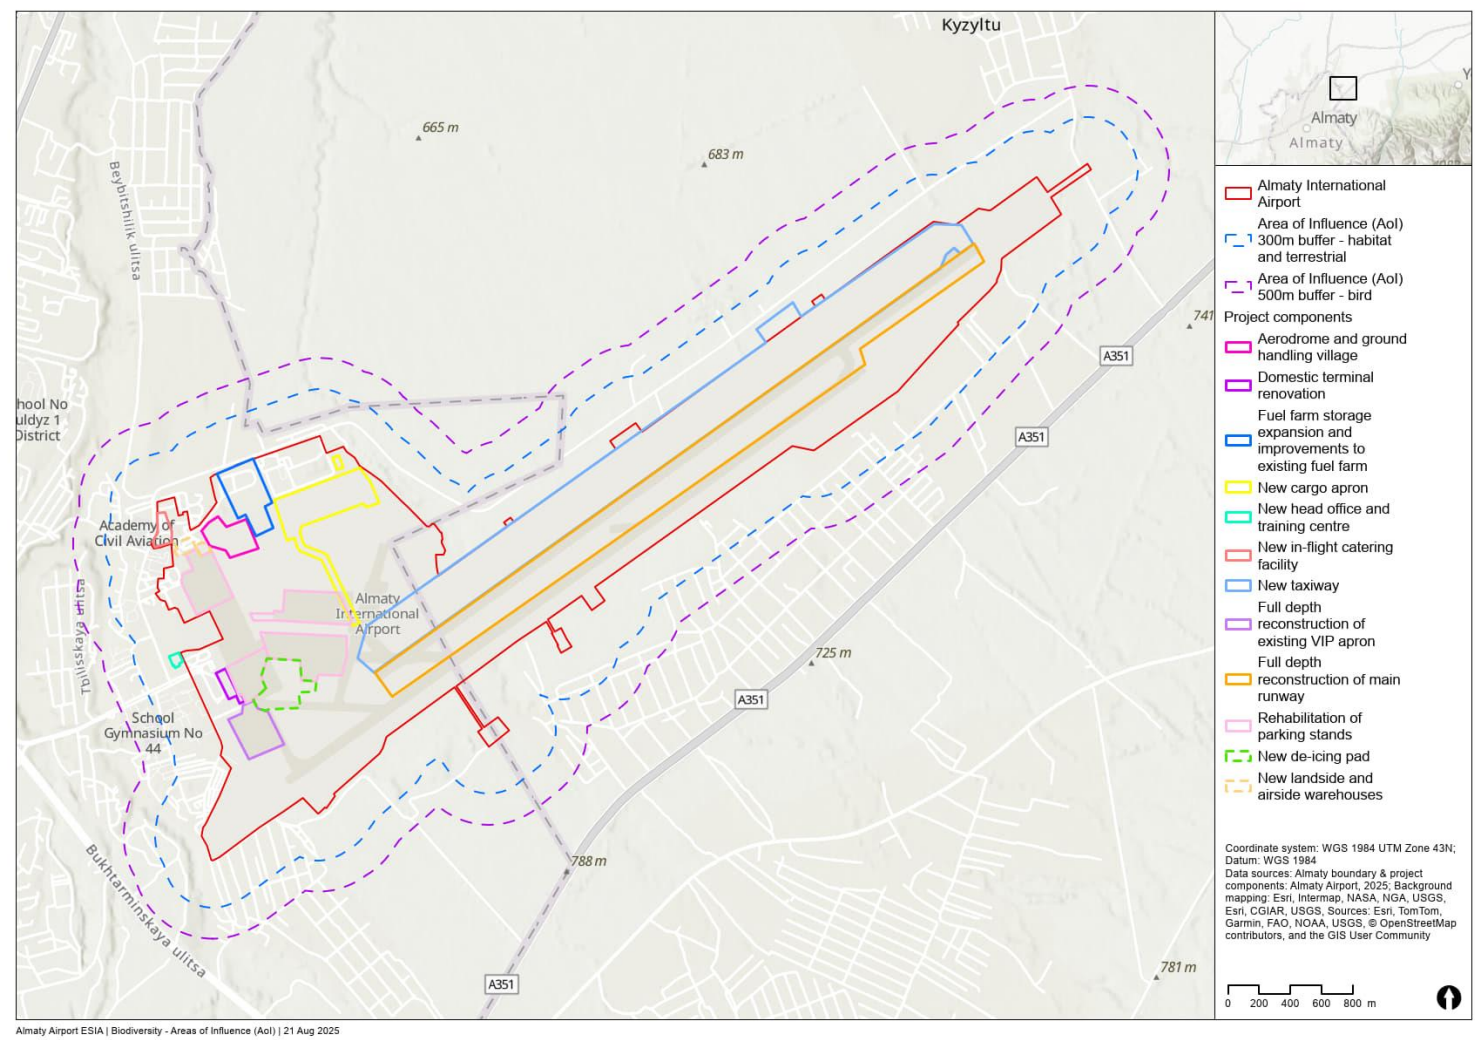 Kyzyltu
665 m
683 m
Beybitshilik ulitsa
741
A351
hool No
uldyz 1
District
A351
Academy of
Civil Aviation
Almaty
International
Airport
Tbilisskaya ulitsa
725 m
A351
School
Gymnasium No
44
788 m
Bukhtarminskaya ulitsa
781 m
A351
Y
Almaty
Almaty
Almaty International
Airport
Area of Influence (AoI)
300m buffer - habitat
and terrestrial
Area of Influence (AoI)
500m buffer - bird
Project components
Aerodrome and ground
handling village
Domestic terminal
renovation
Fuel farm storage
expansion and
improvements to
existing fuel farm
New cargo apron
New head office and
training centre
New in-flight catering
facility
New taxiway
Full depth
reconstruction of
existing VIP apron
Full depth
reconstruction of main
runway
Rehabilitation of
parking stands
New de-icing pad
New landside and
airside warehouses
Coordinate system: WGS 1984 UTM Zone 43N;
Datum: WGS 1984
Data sources: Almaty boundary & project
components: Almaty Airport, 2025; Background
mapping: Esri, Intermap, NASA, NGA, USGS,
Esri, CGIAR, USGS, Sources: Esri, TomTom,
Garmin, FAO, NOAA, USGS, © OpenStreetMap
contributors, and the GIS User Community
0 200 400 600 800 m
Almaty Airport ESIA | Biodiversity - Areas of Influence (AoI) | 21 Aug 2025